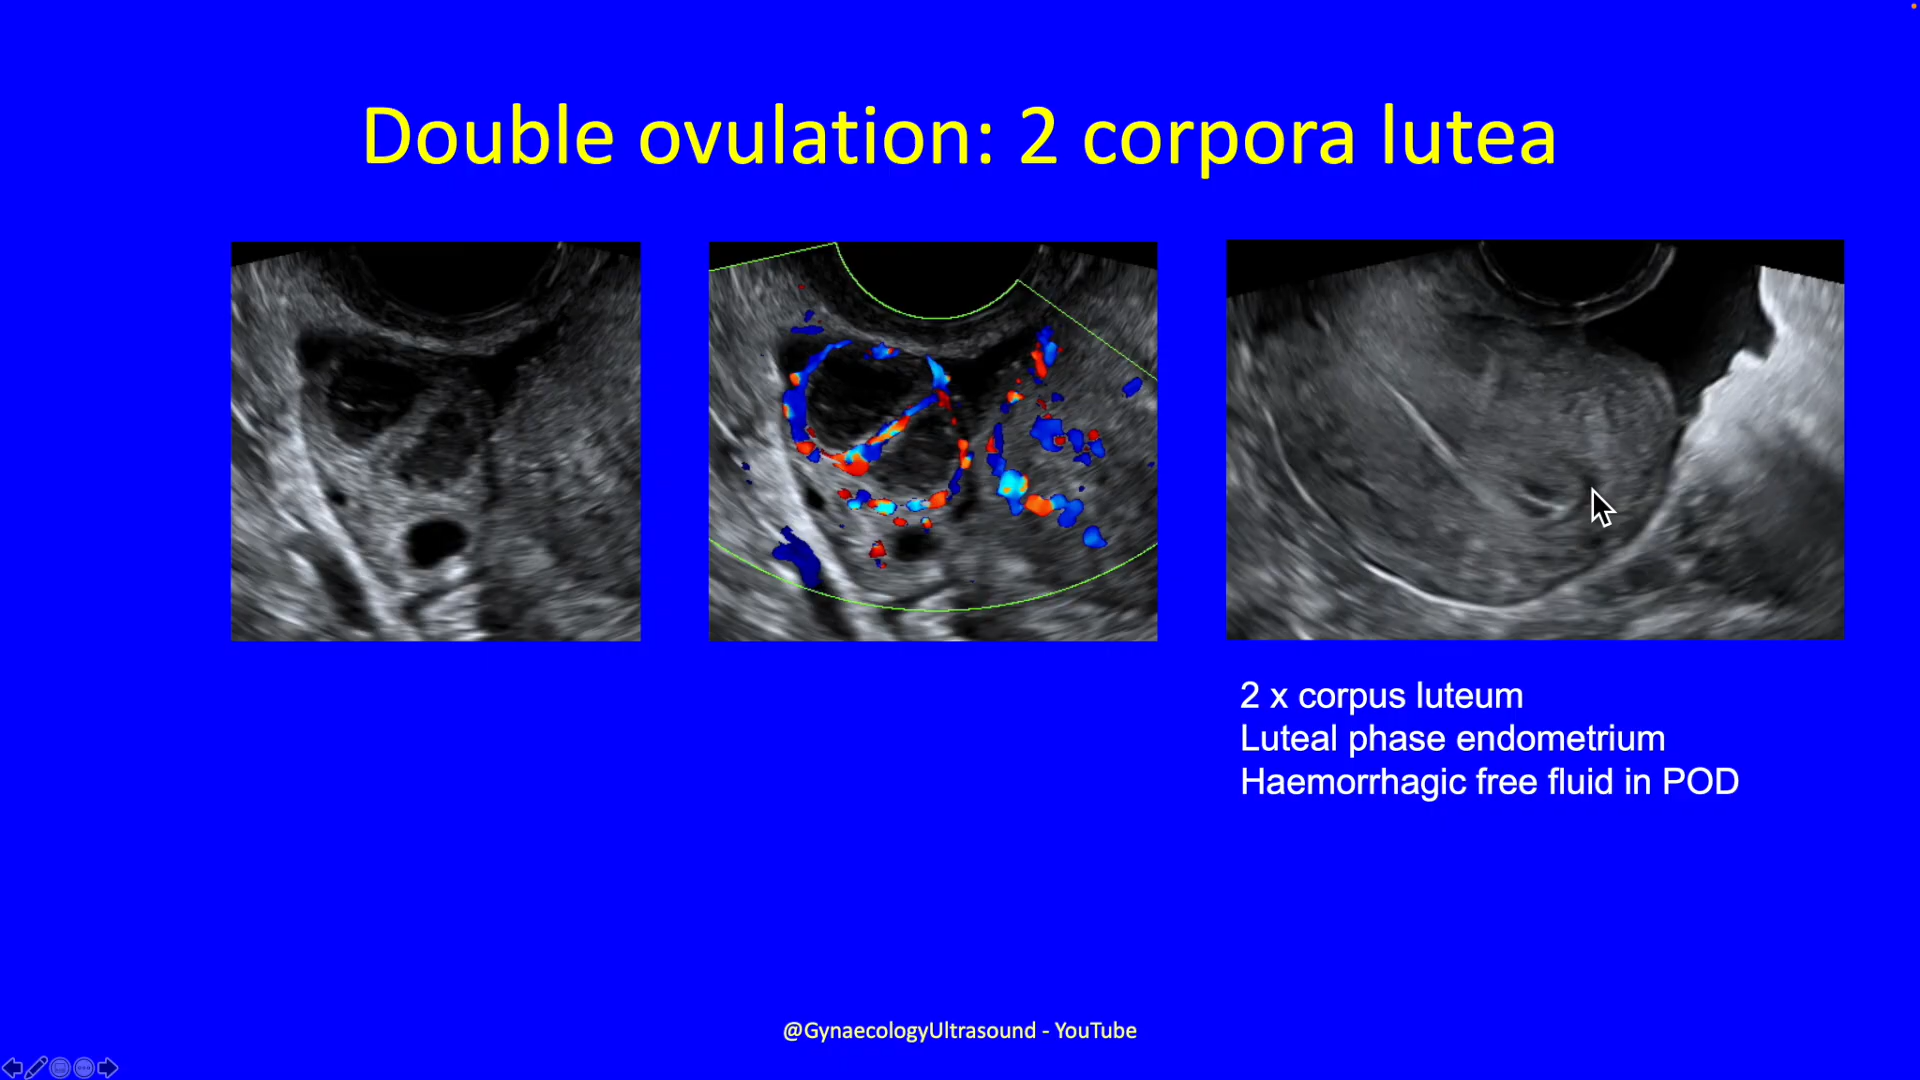 Double ovulation: 2 corpora lutea
2 x corpus luteum
Luteal phase endometrium
Haemorrhagic free fluid in POD
@GynaecologyUltrasound - YouTube